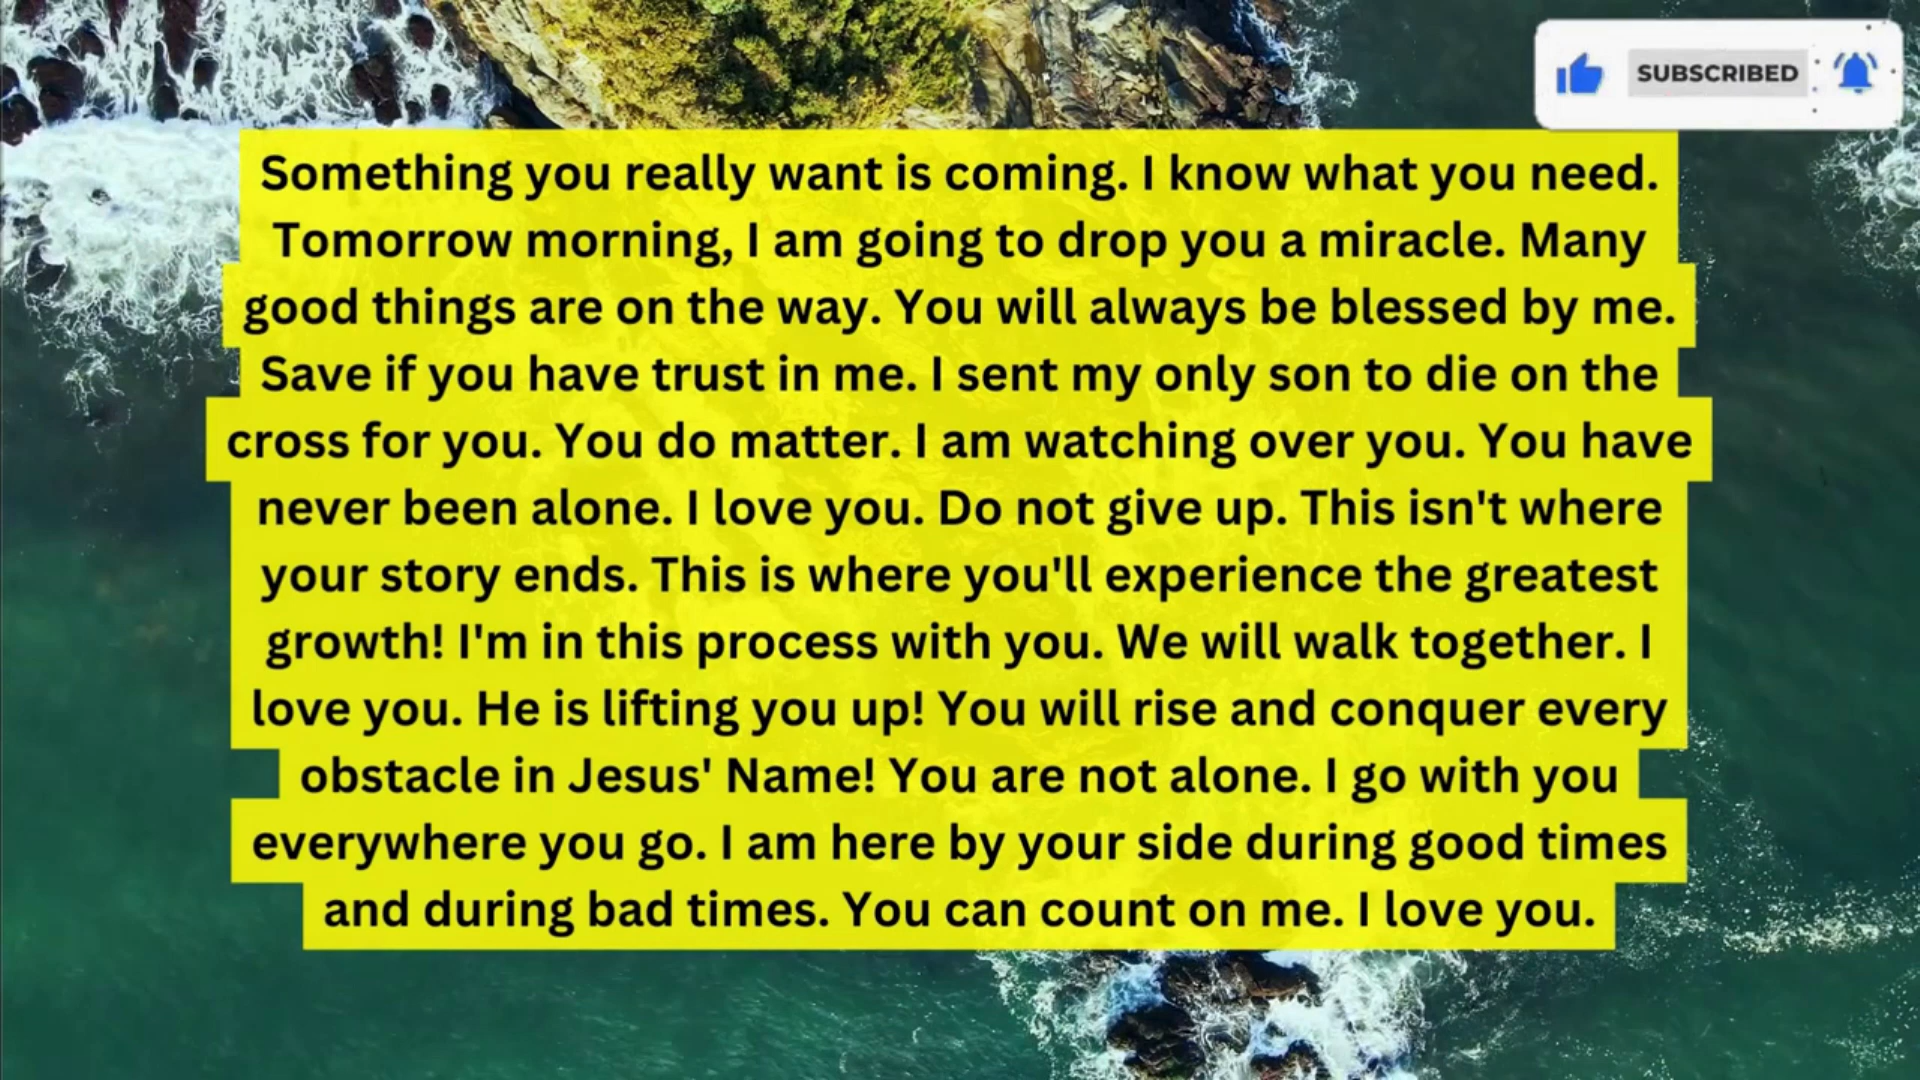 SUBSCRIBED
Something you really want is coming. I know what you need.
Tomorrow morning, I am going to drop you a miracle. Many
good things are on the way. You will always be blessed by me.
Save if you have trust in me. I sent my only son to die on the
cross for you. You do matter. I am watching over you. You have
never been alone. I love you. Do not give up. This isn't where
your story ends. This is where you'll experience the greatest
growth! I'm in this process with you. We will walk together. I
love you. He is lifting you up! You will rise and conquer every
obstacle in Jesus' Name! You are not alone. I go with you
everywhere you go. I am here by your side during good times
and during bad times. You can count on me. I love you.